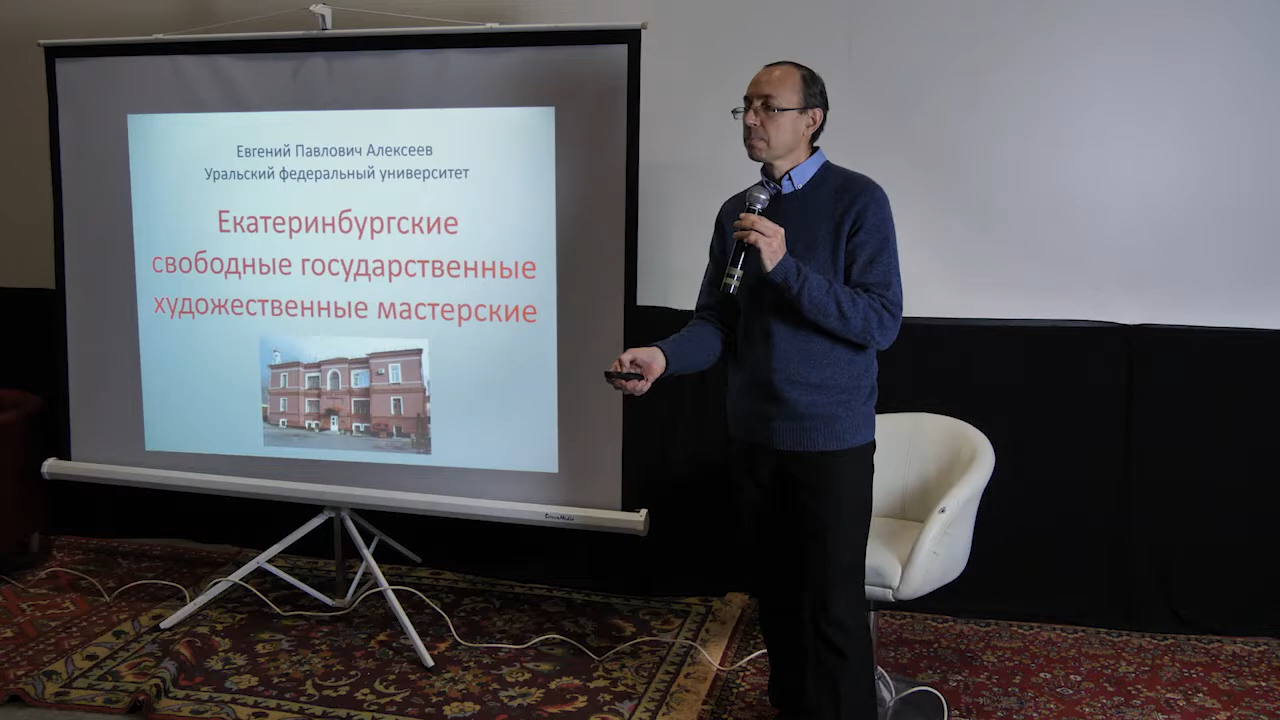 Евгений Павлович Алексеев
Уральский федеральный университет
Екатеринбургские
свободные государственные
художественные мастерские